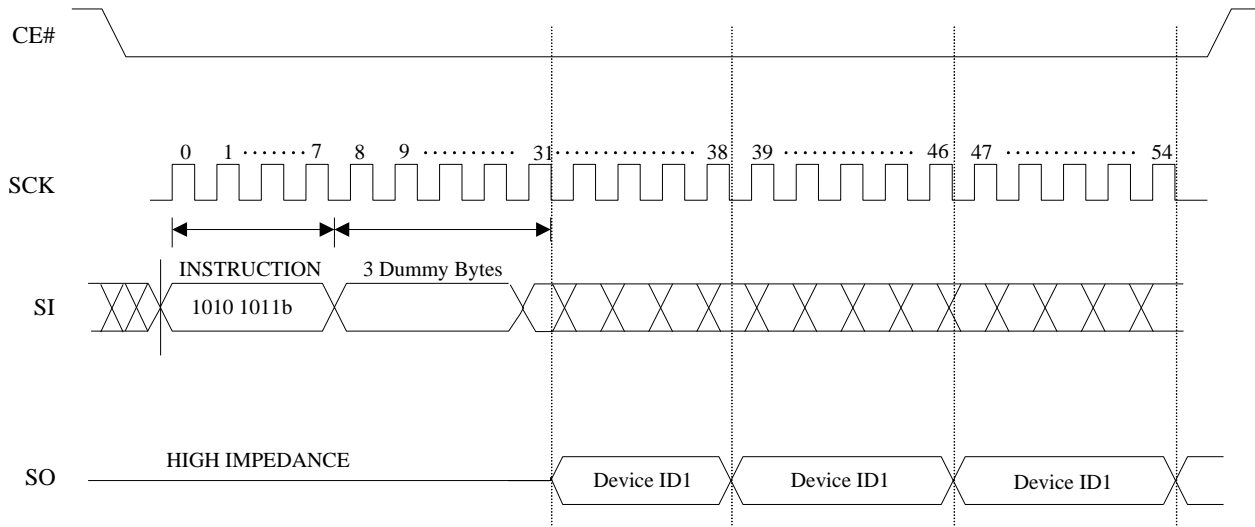 CE#
0 1 ······· 7 8 9 ··········· 31 ················· 38 39 ··············· 46 47 ················ 54
SCK
INSTRUCTION 3 Dummy Bytes
SI 1010 1011b
HIGH IMPEDANCE
SO Device ID1 Device ID1 Device ID1